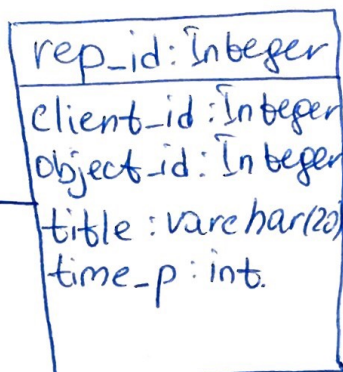 rep_id: Integer
client_id: Integer
object_id: Integer
title: varchar(20)
time_p: int.